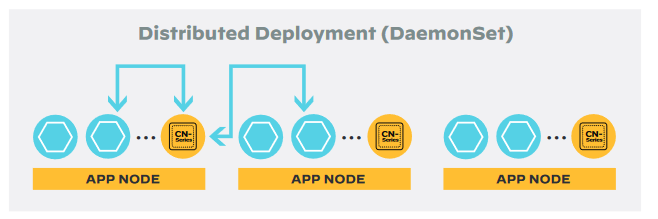 Distributed Deployment (DaemonSet)
CN-
Series
CN-
Series
CN-
Series
APP NODE
APP NODE
APP NODE